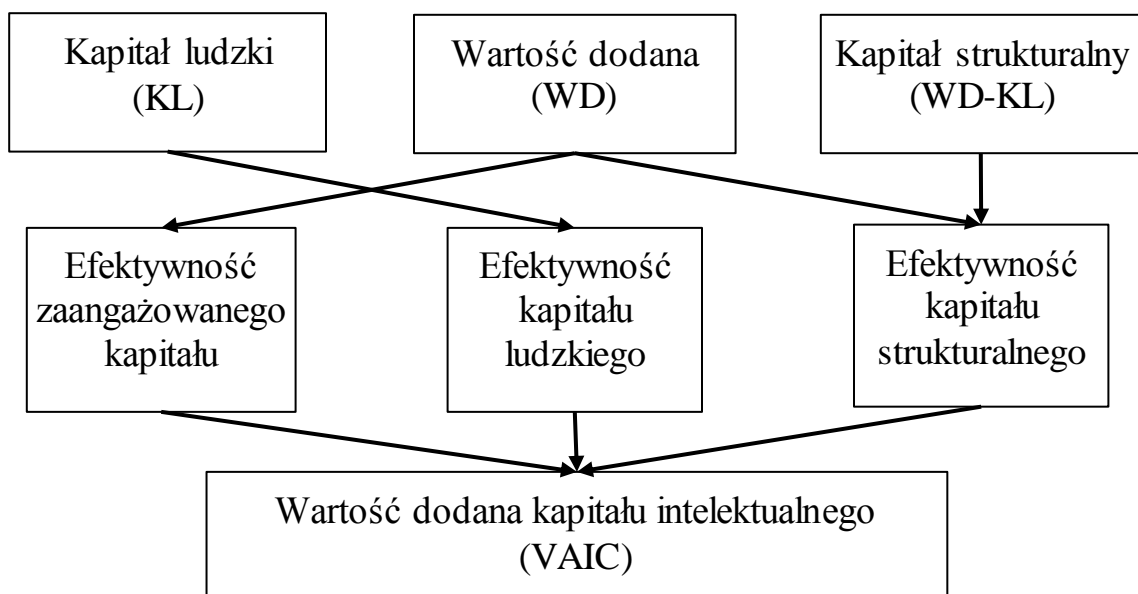 Kapitał ludzki
(KL)
Wartość dodana
(WD)
Kapitał strukturalny
(WD-KL)
Efektywność
zaangażowanego
kapitału
Efektywność
kapitału
ludzkiego
Efektywność
kapitału
strukturalnego
Wartość dodana kapitału intelektualnego
(VAIC)